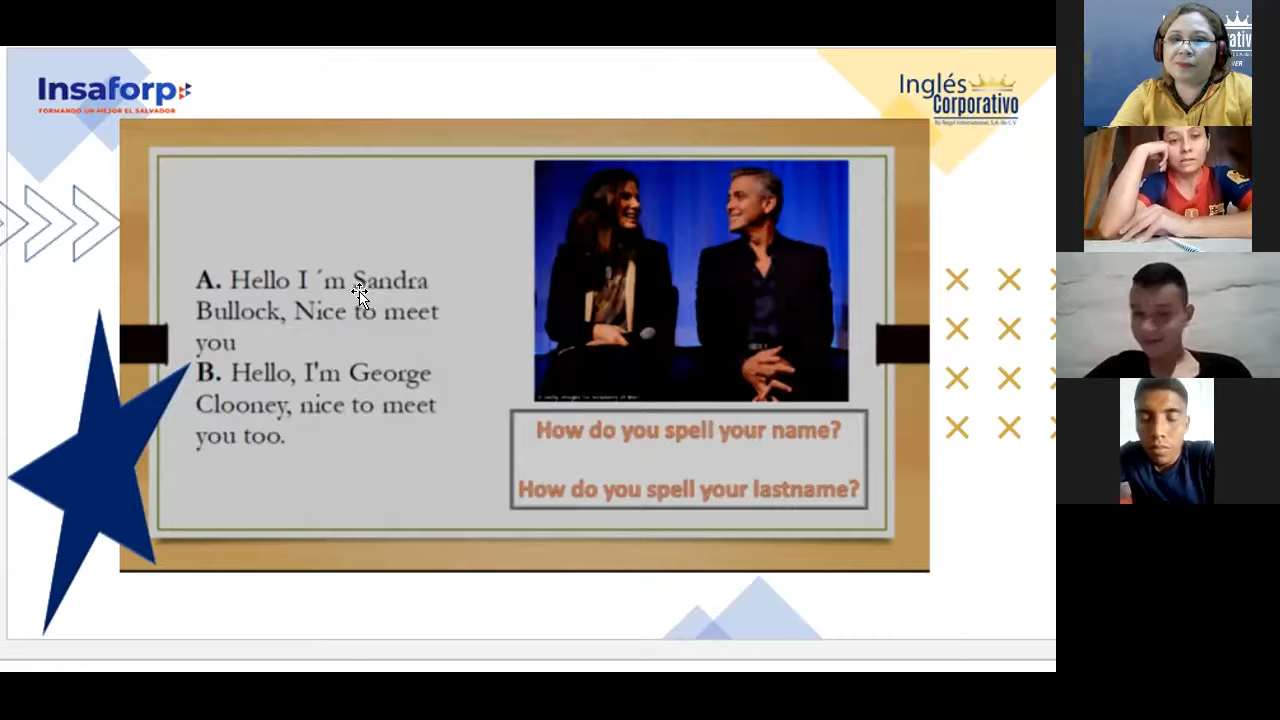 Insaforp
FORMANDO UN MEJOR EL SALVADOR
Inglés
Corporativo
A. Hello I ´m Sandra
Bullock, Nice to meet
you
B. Hello, I'm George
Clooney, nice to meet
you too.
How do you spell your name?
How do you spell your lastname?